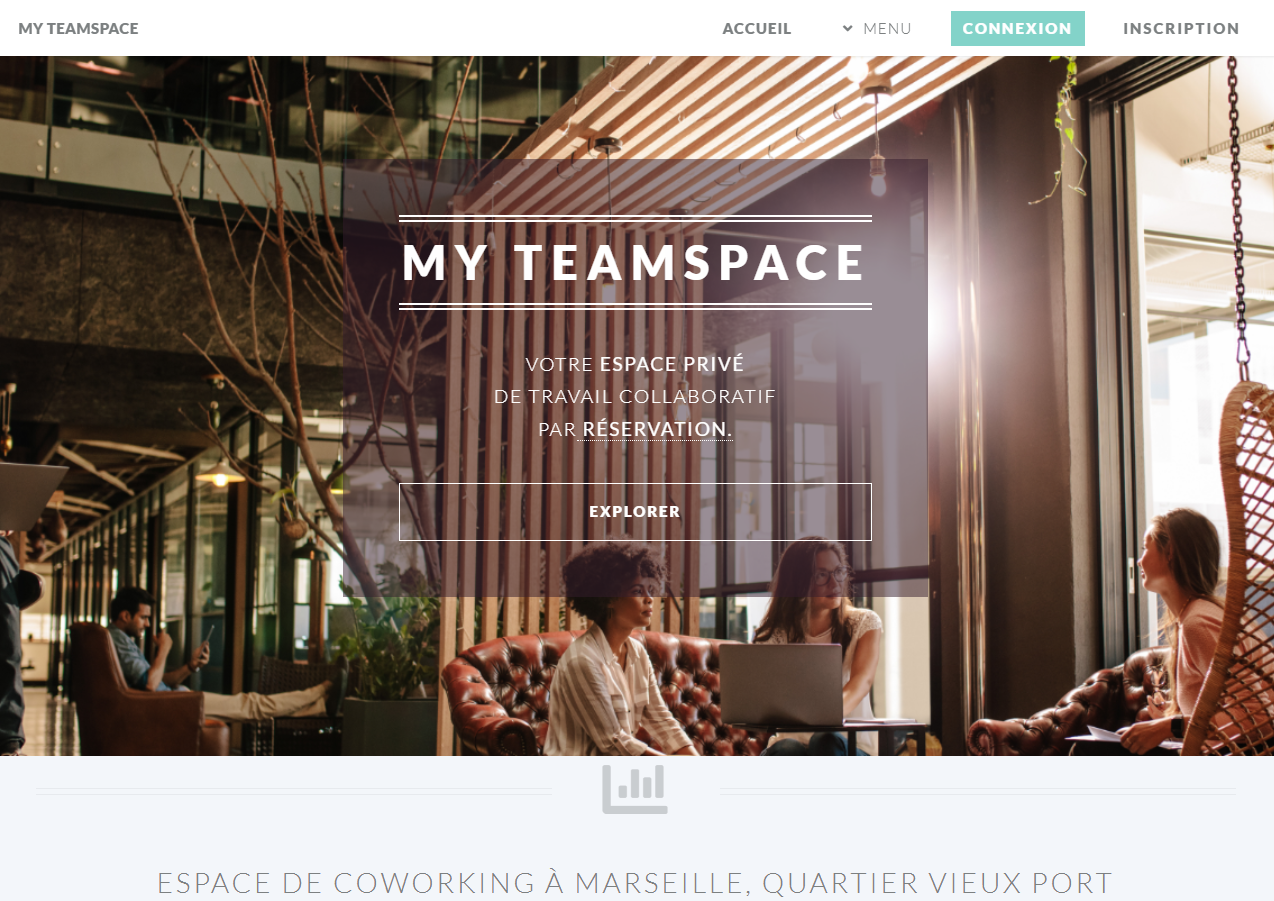 MY TEAMSPACE
ACCUEIL
MENU
CONNEXION
INSCRIPTION
MY TEAMSPACE
VOTRE ESPACE PRIVÉ
DE TRAVAIL COLLABORATIF
PAR RÉSERVATION.
EXPLORER
ESPACE DE COWORKING À MARSEILLE, QUARTIER VIEUX PORT